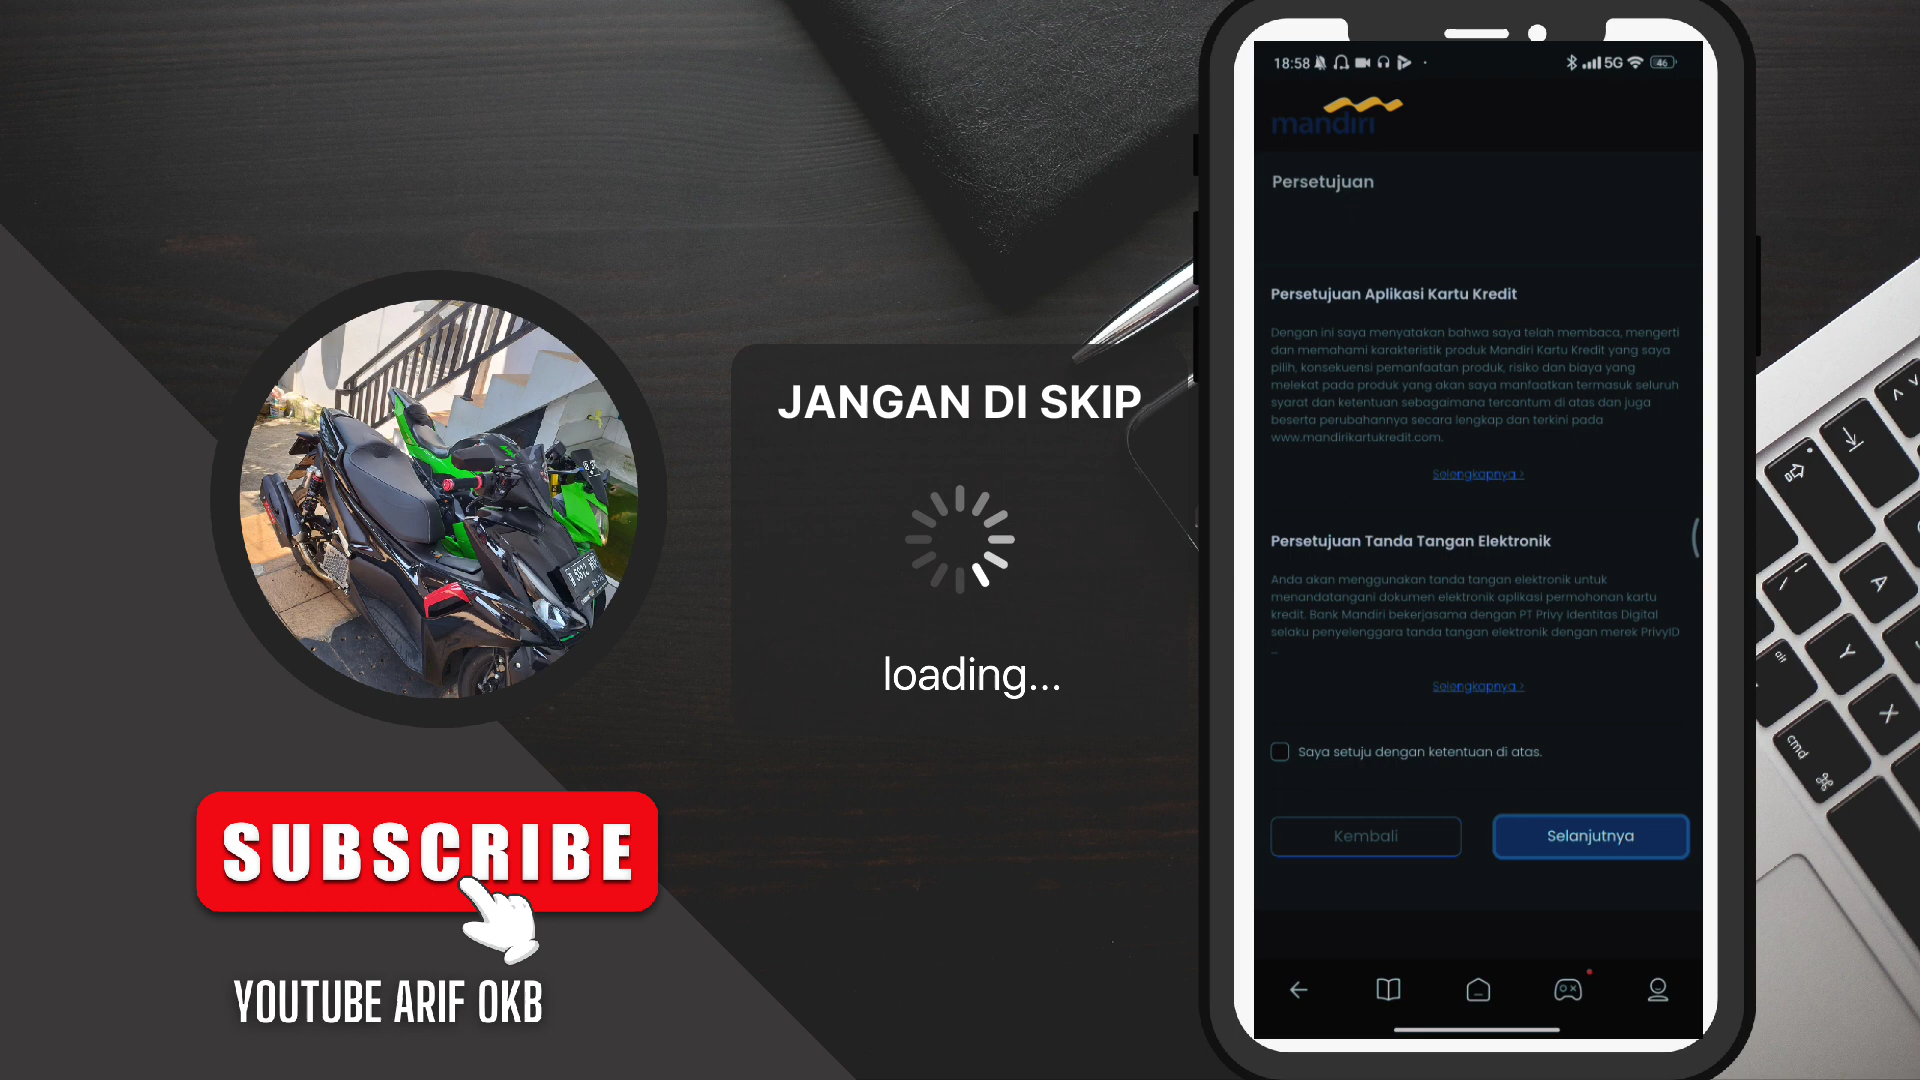 JANGAN DI SKIP
loading...
SUBSCRIBE
YOUTUBE ARIF OKB
18:58
5G
46
mandiri
Persetujuan
Persetujuan Aplikasi Kartu Kredit
Dengan ini saya menyatakan bahwa saya telah membaca, mengerti
dan memahami karakteristik produk Mandiri Kartu Kredit yang saya
pilih, konsekuensi pemanfaatan produk, risiko dan biaya yang
melekat pada produk yang akan saya manfaatkan termasuk seluruh
syarat dan ketentuan sebagaimana tercantum di atas dan juga
beserta perubahannya secara lengkap dan terkini pada
www.mandirikartukredit.com.
Selengkapnya >
Persetujuan Tanda Tangan Elektronik
Anda akan menggunakan tanda tangan elektronik untuk
menandatangani dokumen elektronik aplikasi permohonan kartu
kredit. Bank Mandiri bekerjasama dengan PT Privy Identitas Digital
selaku penyelenggara tanda tangan elektronik dengan merek PrivyID
...
Selengkapnya >
Saya setuju dengan ketentuan di atas.
Kembali
Selanjutnya
A
Y
X
alt
cmd